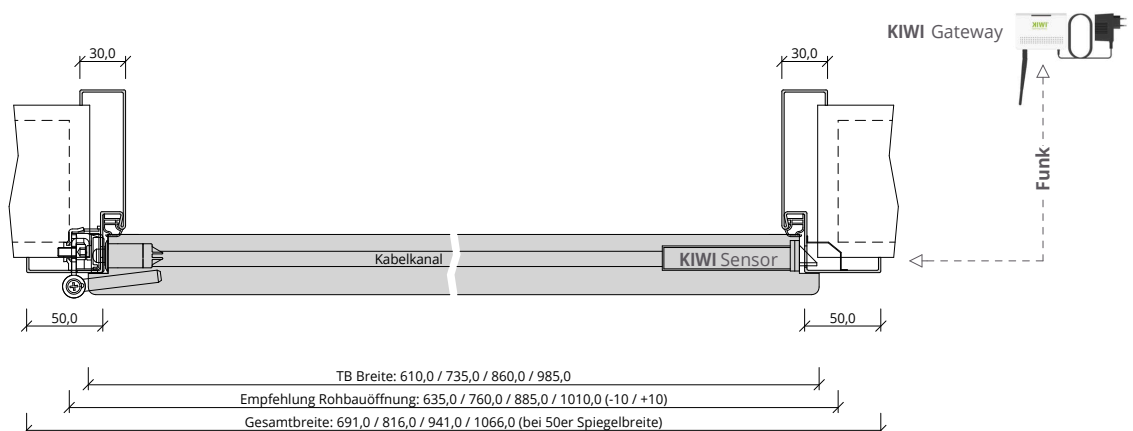 KIWI Gateway
KIWI
30,0
30,0
Funk
Kabelkanal
KIWI Sensor
50,0
50,0
TB Breite: 610,0 / 735,0 / 860,0 / 985,0
Empfehlung Rohbauöffnung: 635,0 / 760,0 / 885,0 / 1010,0 (-10 / +10)
Gesamtbreite: 691,0 / 816,0 / 941,0 / 1066,0 (bei 50er Spiegelbreite)